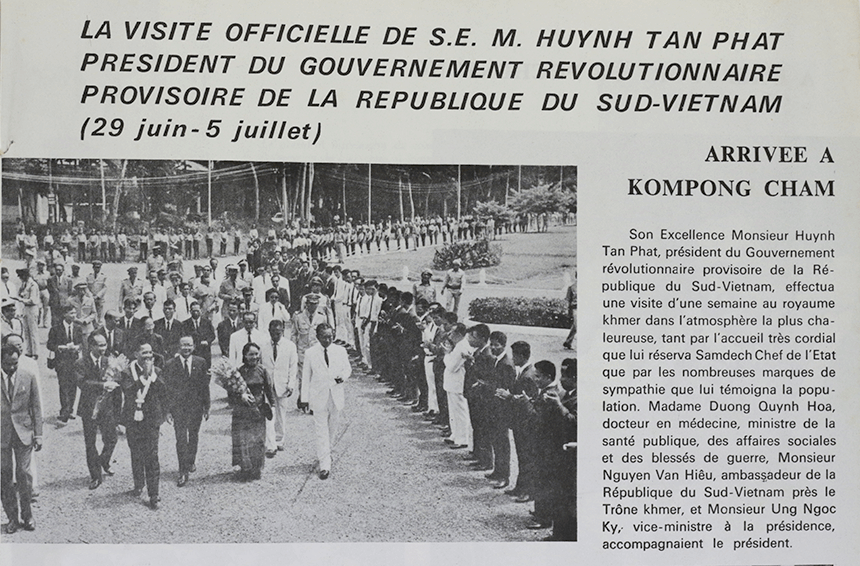 LA VISITE OFFICIELLE DE S.E. M. HUYNH TAN PHAT
PRESIDENT DU GOUVERNEMENT REVOLUTIONNAIRE
PROVISOIRE DE LA REPUBLIQUE DU SUD-VIETNAM
(29 juin-5 juillet)
ARRIVEE A
KOMPONG CHAM
Son Excellence Monsieur Huynh
Tan Phat, président du Gouvernement
révolutionnaire provisoire de la Ré-
publique du Sud-Vietnam, effectua
une visite d'une semaine au royaume
khmer dans l'atmosphère la plus cha-
leureuse, tant par l'accueil très cordial
que lui réserva Samdech Chef de l'Etat
que par les nombreuses marques de
sympathie que lui témoigna la popu-
lation. Madame Duong Quynh Hoa,
docteur en médecine, ministre de la
santé publique, des affaires sociales
et des blessés de guerre, Monsieur
Nguyen Van Hiêu, ambassadeur de la
République du Sud-Vietnam près le
Trône khmer, et Monsieur Ung Ngoc
Ky, vice-ministre à la présidence,
accompagnaient le président.